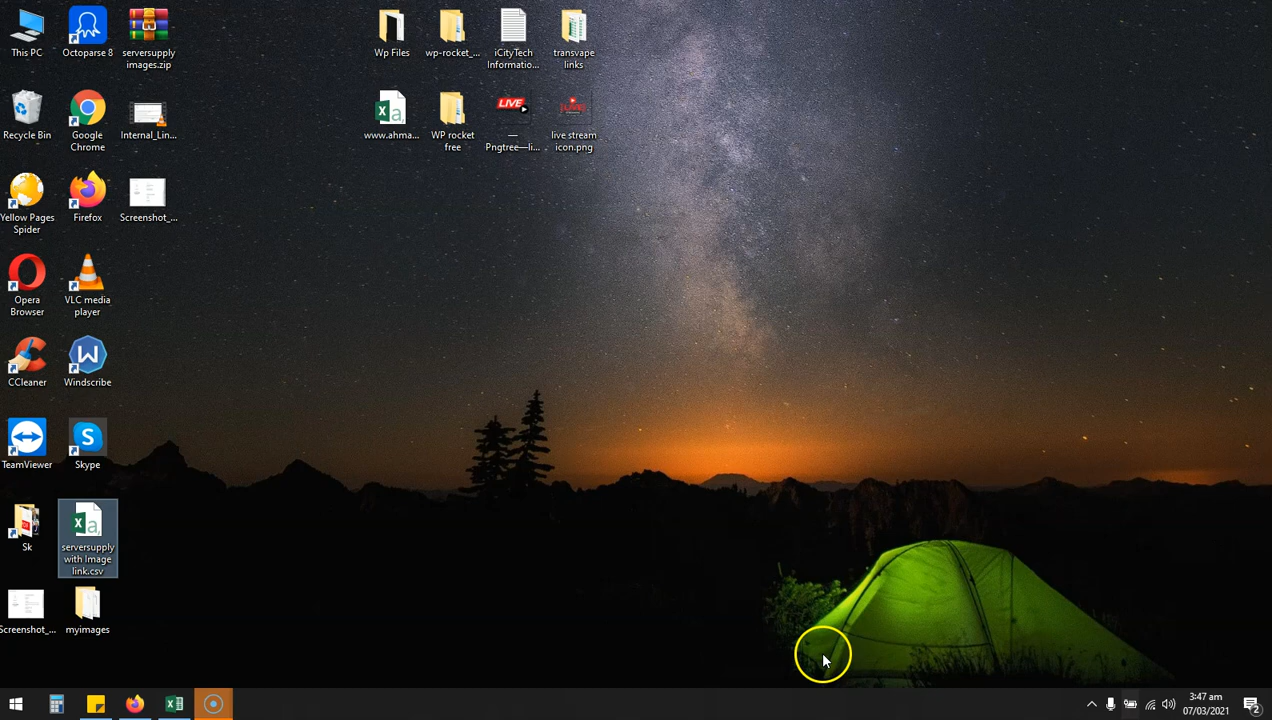 This PC
Octoparse 8
serversupply
images.zip
Wp Files
wp-rocket_...
iCityTech
Informatio...
transvape
links
Recycle Bin
Google
Chrome
Internal_Lin...
www.ahma...
WP rocket
free
LIVE
—
Pngtree—li...
LIVE
live stream
icon.png
Yellow Pages
Spider
Firefox
Screenshot_...
Opera
Browser
VLC media
player
CCleaner
Windscribe
TeamViewer
Skype
Sk
serversupply
with Image
link.csv
Screenshot_...
myimages
3:47 am
07/03/2021
2